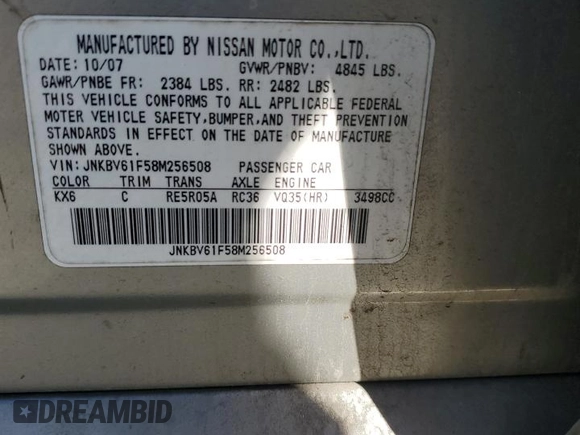 MANUFACTURED BY NISSAN MOTOR CO.,LTD.
DATE: 10/07 GVWR/PNBV: 4845 LBS.
GAWR/PNBE FR: 2384 LBS. RR: 2482 LBS.
THIS VEHICLE CONFORMS TO ALL APPLICABLE FEDERAL
MOTOR VEHICLE SAFETY,BUMPER,AND THEFT PREVENTION
STANDARDS IN EFFECT ON THE DATE OF MANUFACTURE
SHOWN ABOVE.
VIN: JNKBV61F58M256508 PASSENGER CAR
COLOR TRIM TRANS AXLE ENGINE
KX6 C RE5R05A RC36 VQ35(HR) 3498CC
JNKBV61F58M256508
DREAMBID